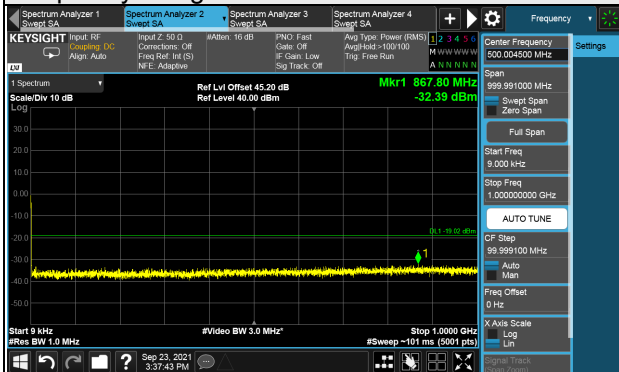 Spectrum Analyzer 1
Swept SA
Spectrum Analyzer 2
Swept SA
Spectrum Analyzer 3
Swept SA
Spectrum Analyzer 4
Swept SA
Frequency
KEYSIGHT
Input: RF
Coupling: DC
Align: Auto
Input Z: 50 Ω
Corrections: Off
Freq Ref: Int (S)
NFE: Adaptive
#Atten: 16 dB
PNO: Fast
Gate: Off
IF Gain: Low
Sig Track: Off
Avg Type: Power (RMS)
Avg|Hold:>100/100
Trig: Free Run
1 2 3 4 5 6
M W W W W W
A N N N N N
LXI
1 Spectrum
Scale/Div 10 dB
Log
Ref Lvl Offset 45.20 dB
Ref Level 40.00 dBm
Mkr1 867.80 MHz
-32.39 dBm
30.0
20.0
10.0
0.00
-10.0
-20.0
-30.0
-40.0
-50.0
DL1 -19.02 dBm
1
Start 9 kHz
#Res BW 1.0 MHz
#Video BW 3.0 MHz*
Stop 1.0000 GHz
#Sweep ~101 ms (5001 pts)
Sep 23, 2021
3:37:43 PM
Settings
Center Frequency
500.004500 MHz
Span
999.991000 MHz
Swept Span
Zero Span
Full Span
Start Freq
9.000 kHz
Stop Freq
1.000000000 GHz
AUTO TUNE
CF Step
99.999100 MHz
Auto
Man
Freq Offset
0 Hz
X Axis Scale
Log
Lin
Signal Track
(Span Zoom)